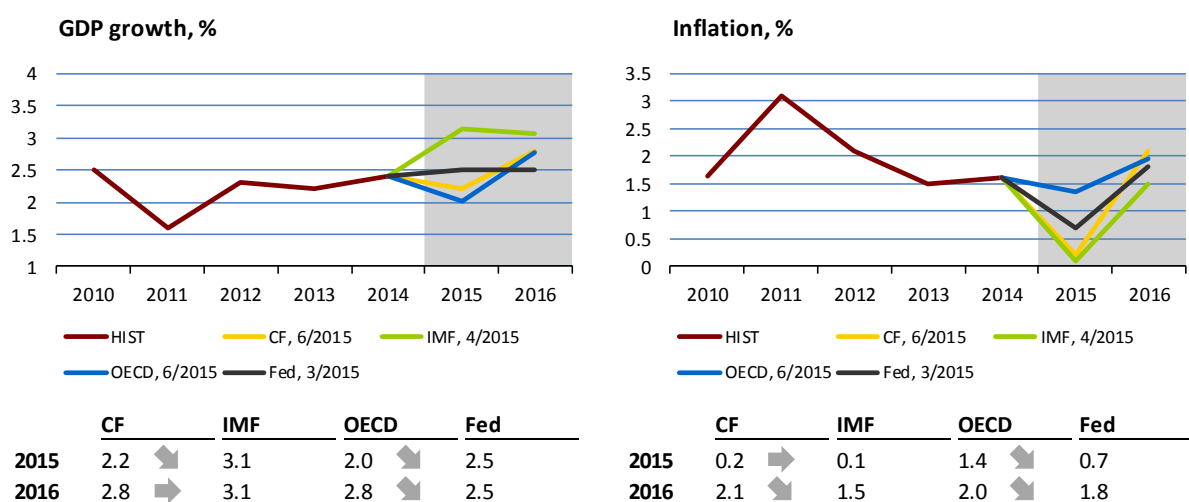 GDP growth, %
4
3.5
3
2.5
2
1.5
1
2010 2011 2012 2013 2014 2015 2016
HIST CF, 6/2015 IMF, 4/2015
OECD, 6/2015 Fed, 3/2015
CF IMF OECD Fed
2015 2.2 3.1 2.0 2.5
2016 2.8 3.1 2.8 2.5
Inflation, %
3.5
3
2.5
2
1.5
1
0.5
0
2010 2011 2012 2013 2014 2015 2016
HIST CF, 6/2015 IMF, 4/2015
OECD, 6/2015 Fed, 3/2015
CF IMF OECD Fed
2015 0.2 0.1 1.4 0.7
2016 2.1 1.5 2.0 1.8